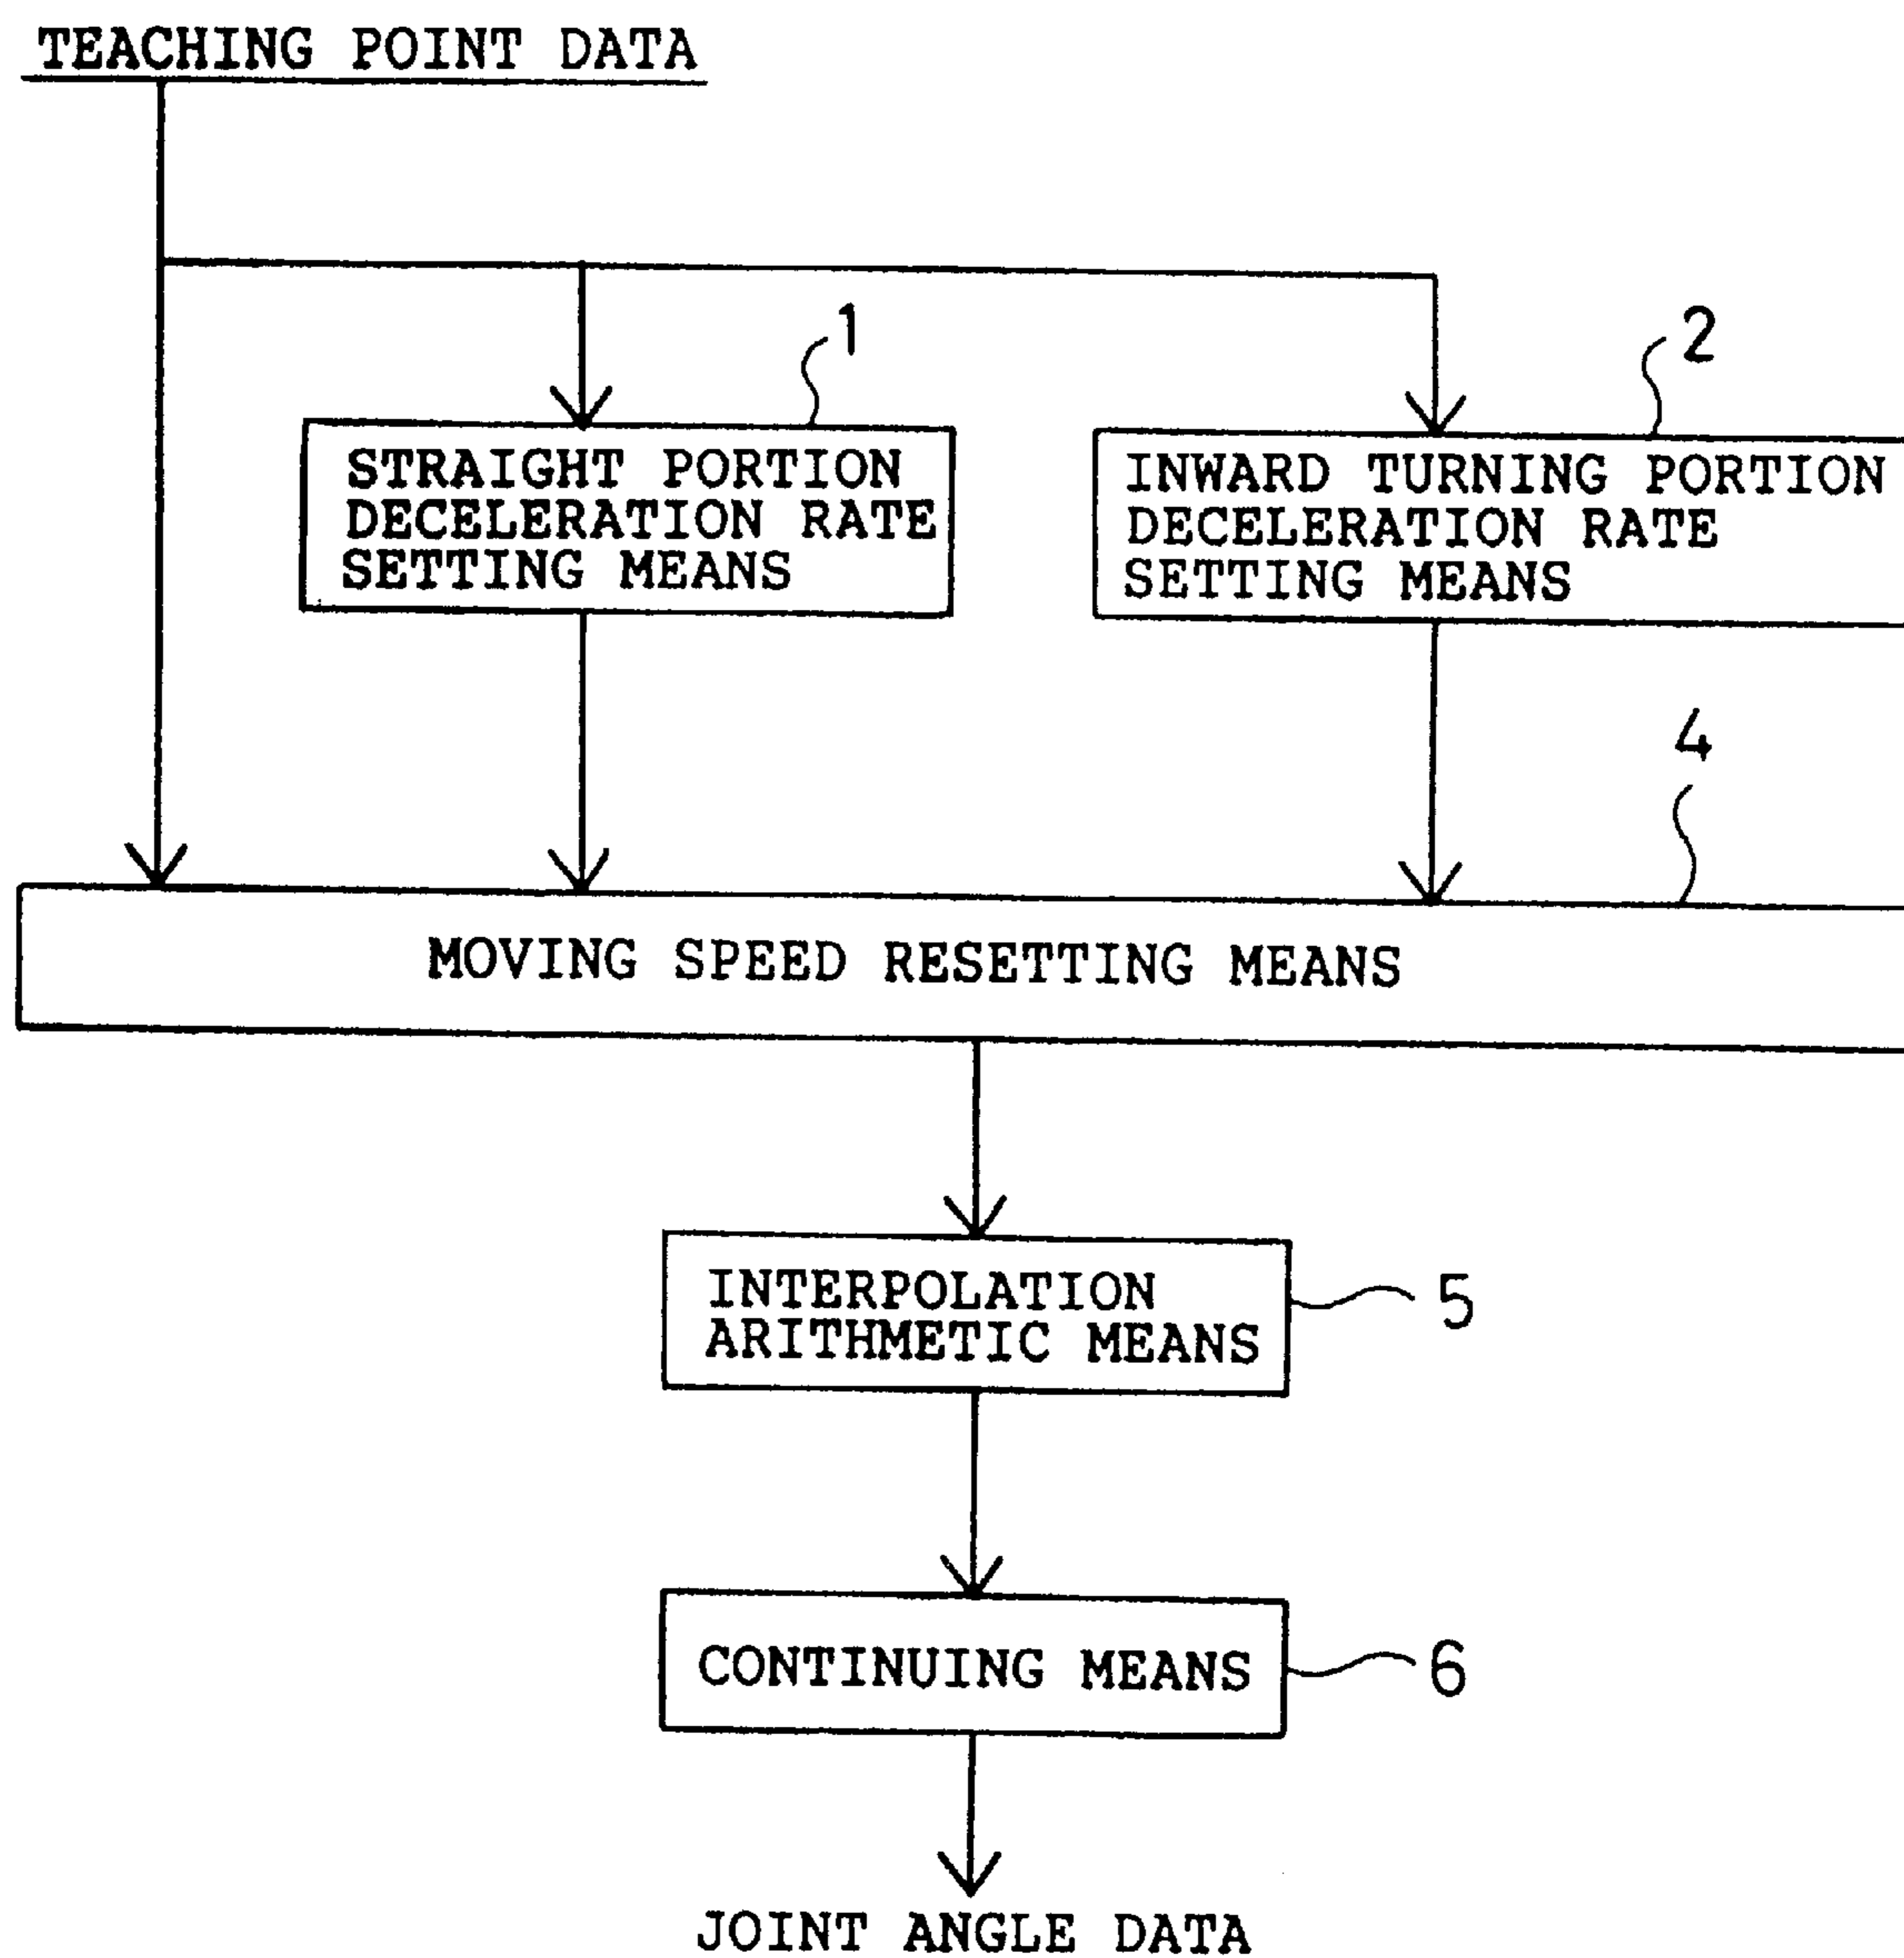 TEACHING POINT DATA
1
2
STRAIGHT PORTION
DECELERATION RATE
SETTING MEANS
INWARD TURNING PORTION
DECELERATION RATE
SETTING MEANS
4
MOVING SPEED RESETTING MEANS
INTERPOLATION
ARITHMETIC MEANS
5
CONTINUING MEANS
6
JOINT ANGLE DATA